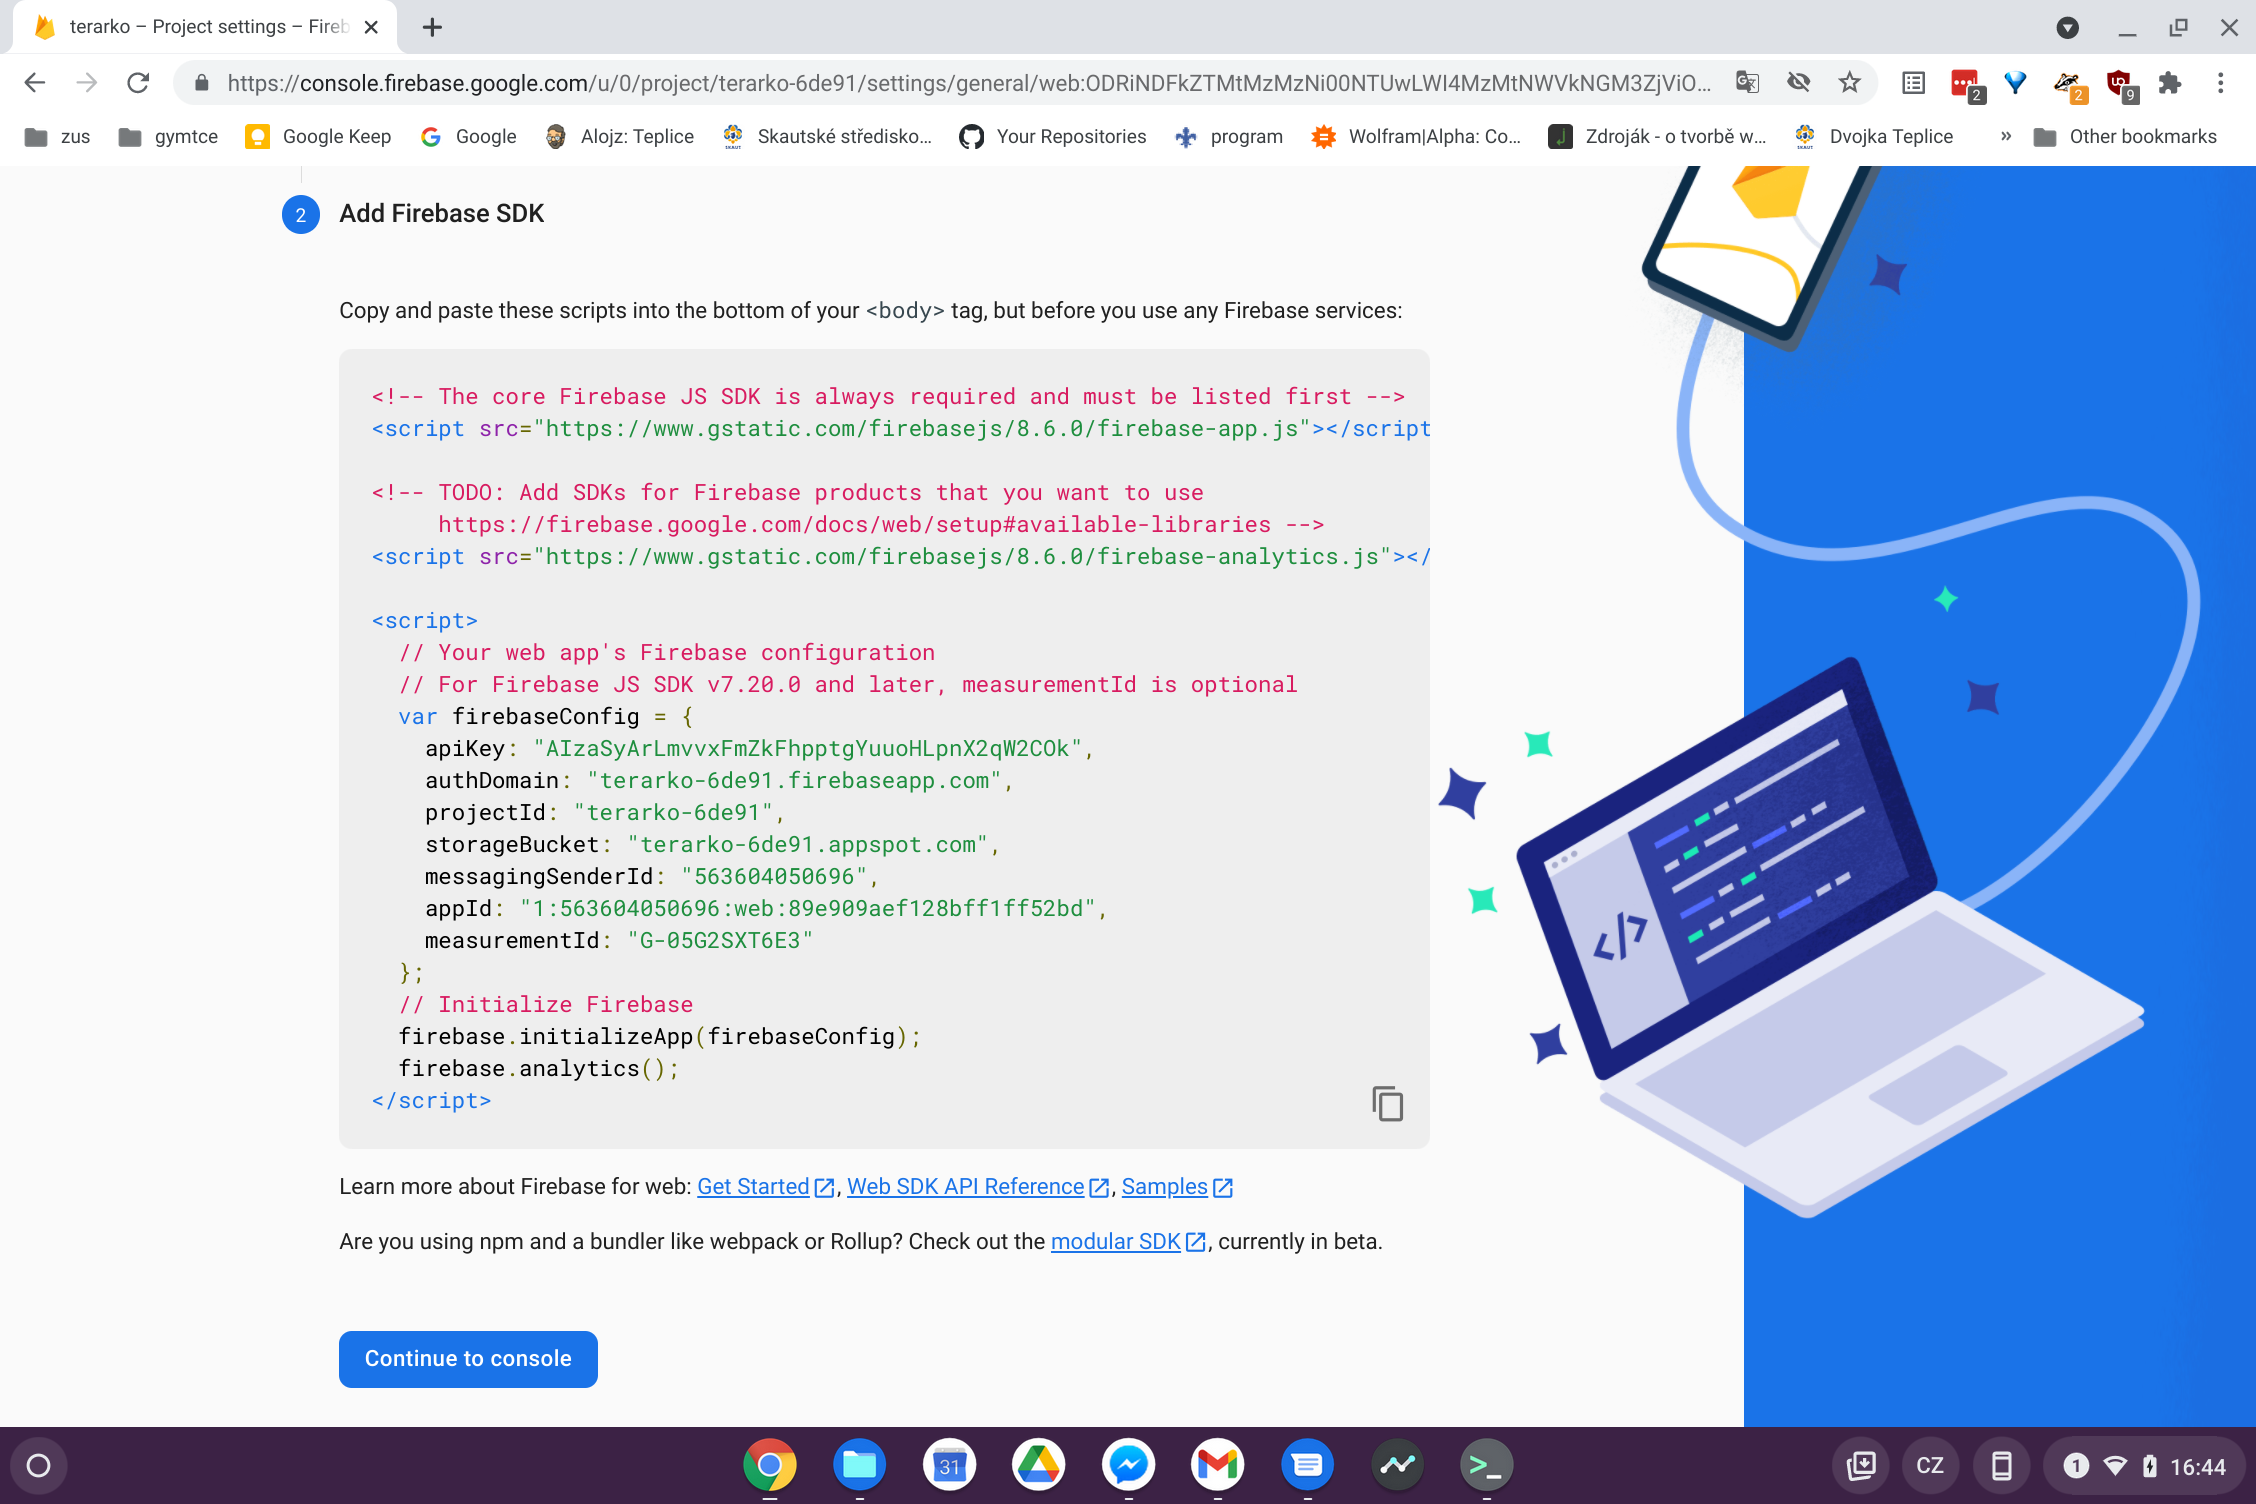 terarko – Project settings – Fireb
https://console.firebase.google.com/u/0/project/terarko-6de91/settings/general/web:ODRiNDFkZTMtMzMzNi00NTUwLWI4MzMtNWVkNGM3ZjViO...
2
2
9
zus
gymtce
Google Keep
Google
Alojz: Teplice
Skautské středisko...
Your Repositories
program
Wolfram|Alpha: Co...
Zdroják - o tvorbě w...
Dvojka Teplice
»
Other bookmarks
2 Add Firebase SDK
Copy and paste these scripts into the bottom of your <body> tag, but before you use any Firebase services:
<!-- The core Firebase JS SDK is always required and must be listed first -->
<script src="https://www.gstatic.com/firebasejs/8.6.0/firebase-app.js"></script
<!-- TODO: Add SDKs for Firebase products that you want to use
https://firebase.google.com/docs/web/setup#available-libraries -->
<script src="https://www.gstatic.com/firebasejs/8.6.0/firebase-analytics.js"></
<script>
// Your web app's Firebase configuration
// For Firebase JS SDK v7.20.0 and later, measurementId is optional
var firebaseConfig = {
apiKey: "AIzaSyArLmvvxFmZkFhpptgYuuoHLpnX2qW2COk",
authDomain: "terarko-6de91.firebaseapp.com",
projectId: "terarko-6de91",
storageBucket: "terarko-6de91.appspot.com",
messagingSenderId: "563604050696",
appId: "1:563604050696:web:89e909aef128bff1ff52bd",
measurementId: "G-05G2SXT6E3"
};
// Initialize Firebase
firebase.initializeApp(firebaseConfig);
firebase.analytics();
</script>
Learn more about Firebase for web: Get Started, Web SDK API Reference, Samples
Are you using npm and a bundler like webpack or Rollup? Check out the modular SDK, currently in beta.
Continue to console
</>
31
>_
CZ
1
16:44